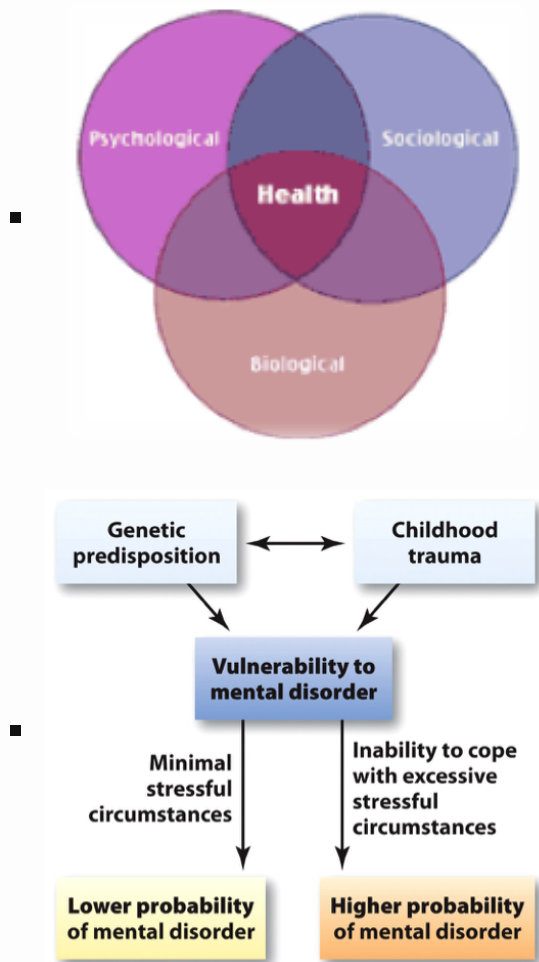 Psychological
Sociological
Health
Biological
Genetic
predisposition
Childhood
trauma
Vulnerability to
mental disorder
Minimal
stressful
circumstances
Inability to cope
with excessive
stressful
circumstances
Lower probability
of mental disorder
Higher probability
of mental disorder